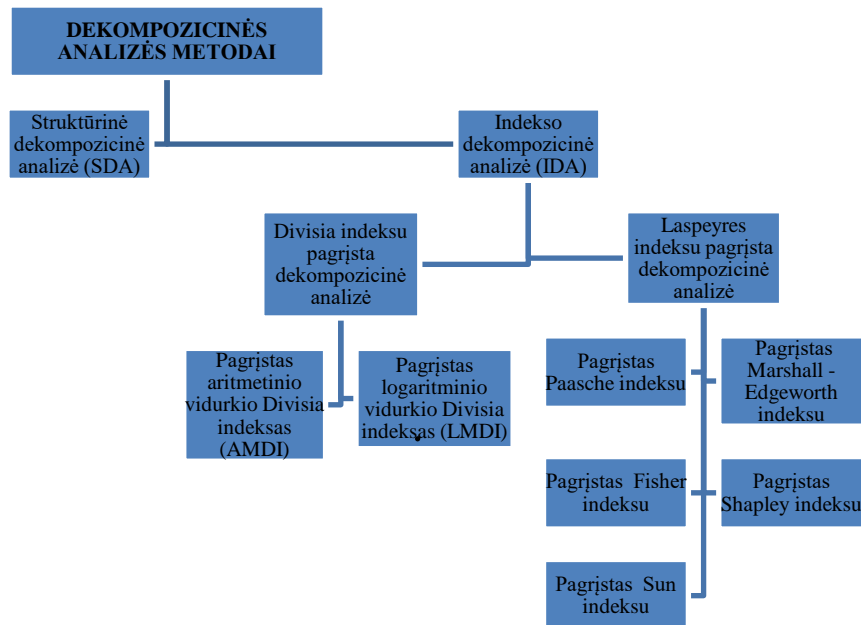 DEKOMPOZICINĖS
ANALIZĖS METODAI
Struktūrinė
dekompozicinė
analizė (SDA)
Indekso
dekompozicinė
analizė (IDA)
Divisia indeksu
pagrįsta
dekompozicinė
analizė
Laspeyres
indeksu pagrįsta
dekompozicinė
analizė
Pagrįstas
aritmetinio
vidurkio Divisia
indeksas
(AMDI)
Pagrįstas
logaritminio
vidurkio Divisia
indeksas (LMDI)
Pagrįstas
Paasche indeksu
Pagrįstas
Marshall -
Edgeworth
indeksu
Pagrįstas Fisher
indeksu
Pagrįstas
Shapley indeksu
Pagrįstas Sun
indeksu